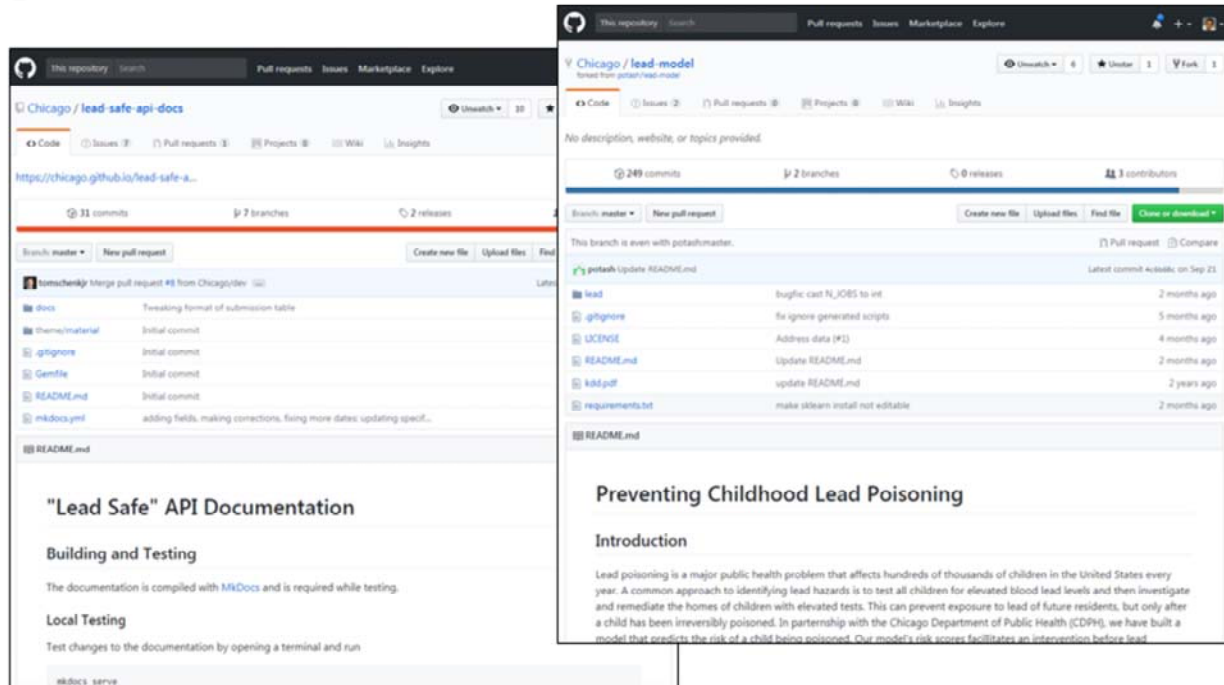 This repository Search Pull requests Issues Marketplace Explore
Chicago / lead-safe-api-docs Unwatch 10
Code Issues 7 Pull requests 1 Projects 0 Wiki Insights
https://chicago.github.io/lead-safe-a...
31 commits 7 branches 2 releases
Branch: master New pull request Create new file Upload files Find
tomschenkjr Merge pull request #8 from Chicago/dev Lates
docs Tweaking format of submission table
theme/material Initial commit
.gitignore Initial commit
Gemfile Initial commit
README.md Initial commit
mkdocs.yml adding fields, making corrections, fixing more dates: updating specif...
README.md
"Lead Safe" API Documentation
Building and Testing
The documentation is compiled with MkDocs and is required while testing.
Local Testing
Test changes to the documentation by opening a terminal and run
mkdocs serve
This repository Search Pull requests Issues Marketplace Explore
Chicago / lead-model Unwatch 6 Unstar 1 Fork 1
forked from potash/lead-model
Code Issues 2 Pull requests 0 Projects 0 Wiki Insights
No description, website, or topics provided.
249 commits 2 branches 0 releases 3 contributors
Branch: master New pull request Create new file Upload files Find file Clone or download
This branch is even with potash:master. Pull request Compare
potash Update README.md Latest commit on Sep 21
lead bugfix: cast N_JOBS to int 2 months ago
.gitignore fix ignore generated scripts 5 months ago
LICENSE Address data (#1) 4 months ago
README.md Update README.md 2 months ago
kdd.pdf update README.md 2 years ago
requirements.txt make sklearn install not editable 2 months ago
README.md
Preventing Childhood Lead Poisoning
Introduction
Lead poisoning is a major public health problem that affects hundreds of thousands of children in the United States every
year. A common approach to identifying lead hazards is to test all children for elevated blood lead levels and then investigate
and remediate the homes of children with elevated tests. This can prevent exposure to lead of future residents, but only after
a child has been irreversibly poisoned. In parternship with the Chicago Department of Public Health (CDPH), we have built a
model that predicts the risk of a child being poisoned. Our model's risk scores facilitates an intervention before lead